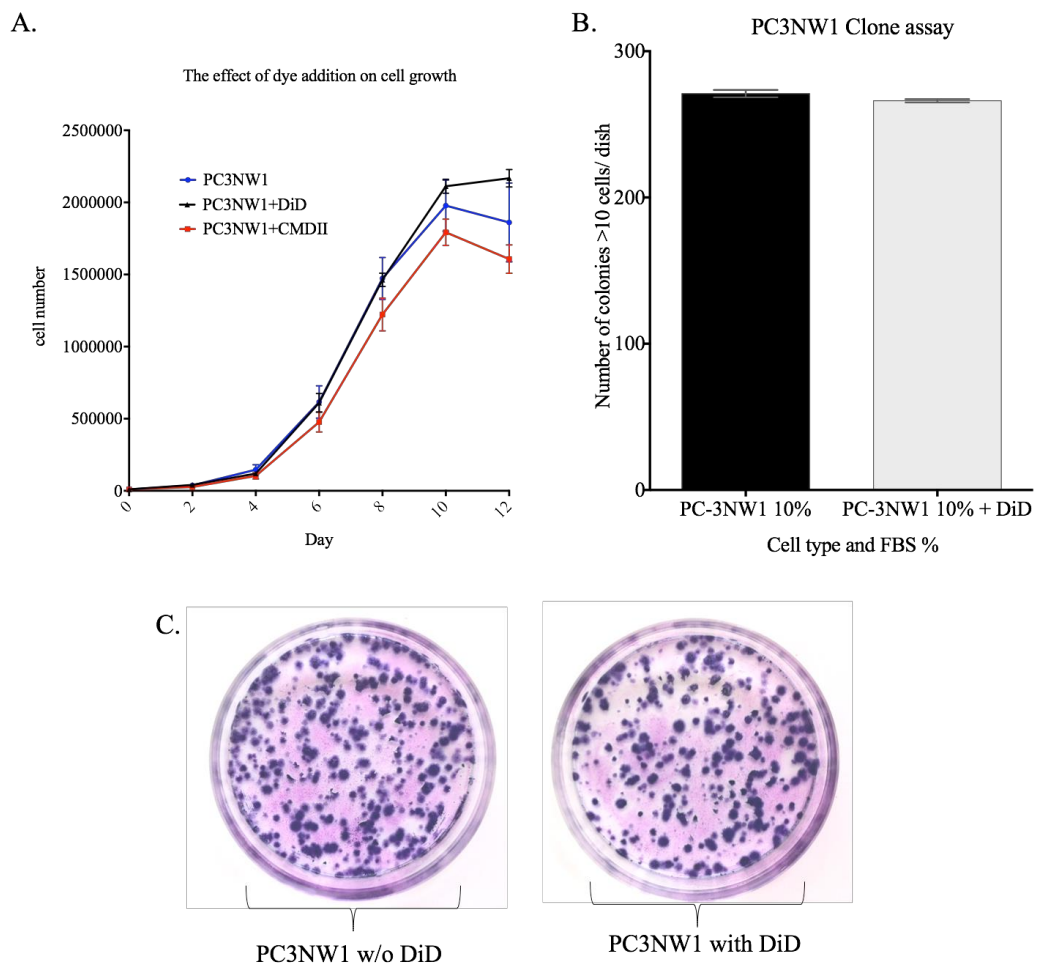 A.
The effect of dye addition on cell growth
cell number
2500000
2000000
1500000
1000000
500000
0
PC3NW1
PC3NW1+DiD
PC3NW1+CMDII
0 2 4 6 8 10 12
Day
B.
PC3NW1 Clone assay
Number of colonies >10 cells/ dish
300
200
100
0
PC-3NW1 10% PC-3NW1 10% + DiD
Cell type and FBS %
C.
PC3NW1 w/o DiD
PC3NW1 with DiD